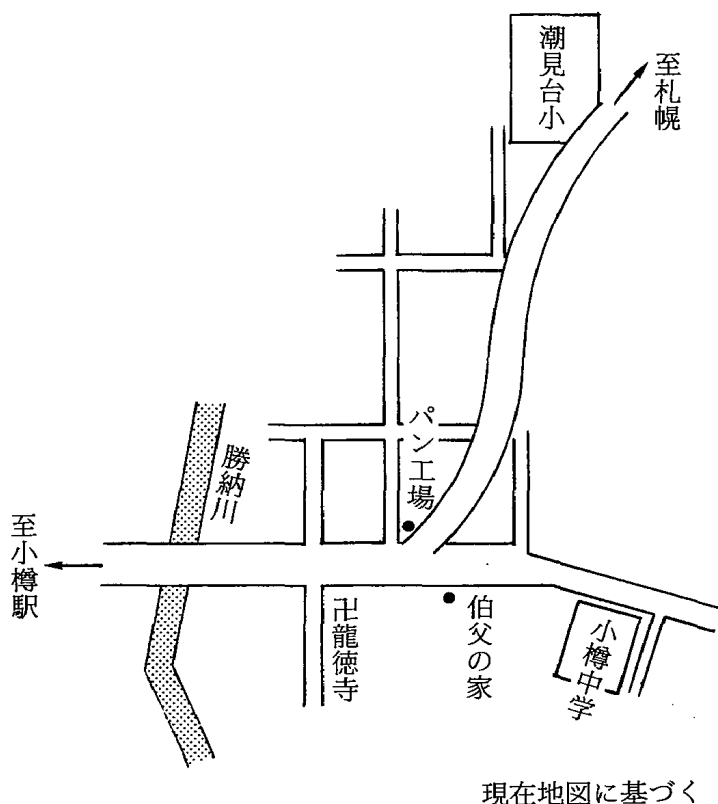 潮見台小
至札幌
パン工場
勝納川
至小樽駅
卍龍徳寺
伯父の家
小樽中学
現在地図に基づく